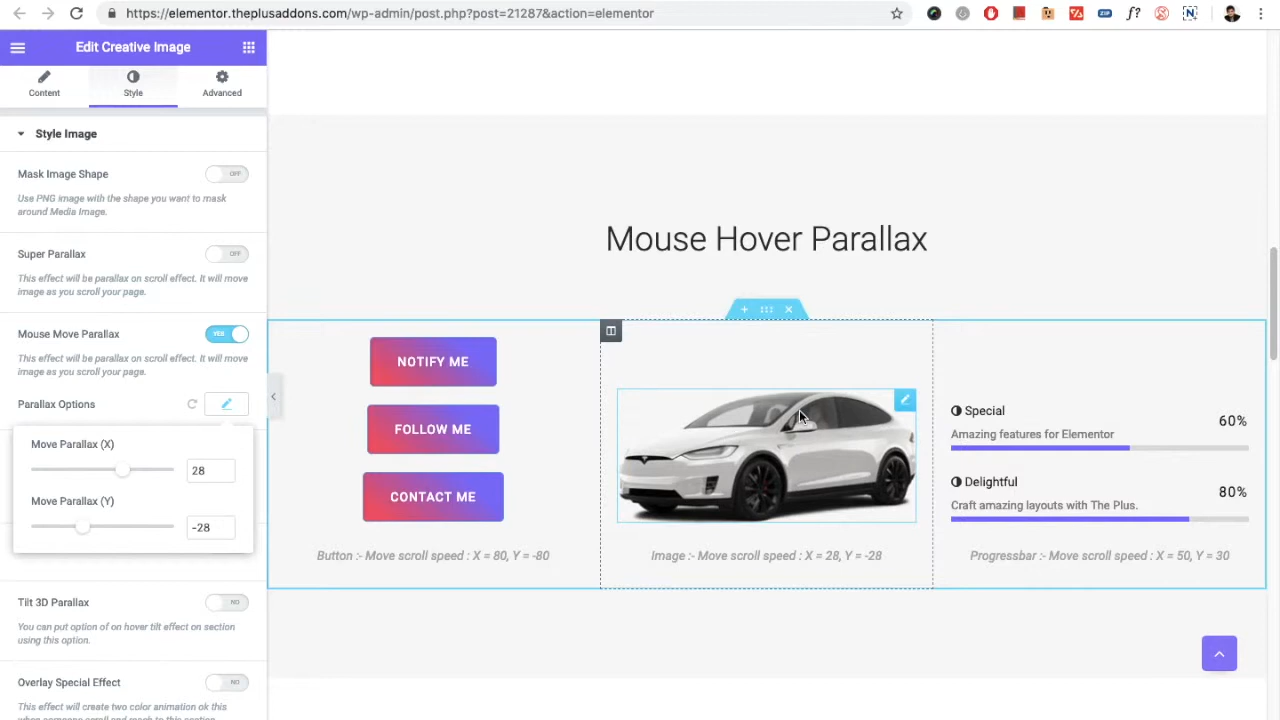 https://elementor.theplusaddons.com/wp-admin/post.php?post=21287&action=elementor
Edit Creative Image
Content
Style
Advanced
Style Image
Mask Image Shape
OFF
Use PNG image with the shape you want to mask
around Media Image.
Super Parallax
OFF
This effect will be parallax on scroll effect. It will move
image as you scroll your page.
Mouse Move Parallax
YES
This effect will be parallax on scroll effect. It will move
image as you scroll your page.
Parallax Options
Move Parallax (X)
28
Move Parallax (Y)
-28
Tilt 3D Parallax
NO
You can put option of on hover tilt effect on section
using this option.
Overlay Special Effect
NO
This effect will create two color animation ok this
Mouse Hover Parallax
NOTIFY ME
FOLLOW ME
CONTACT ME
Button :- Move scroll speed : X = 80, Y = -80
Image :- Move scroll speed : X = 28, Y = -28
Special
60%
Amazing features for Elementor
Delightful
80%
Craft amazing layouts with The Plus.
Progressbar :- Move scroll speed : X = 50, Y = 30